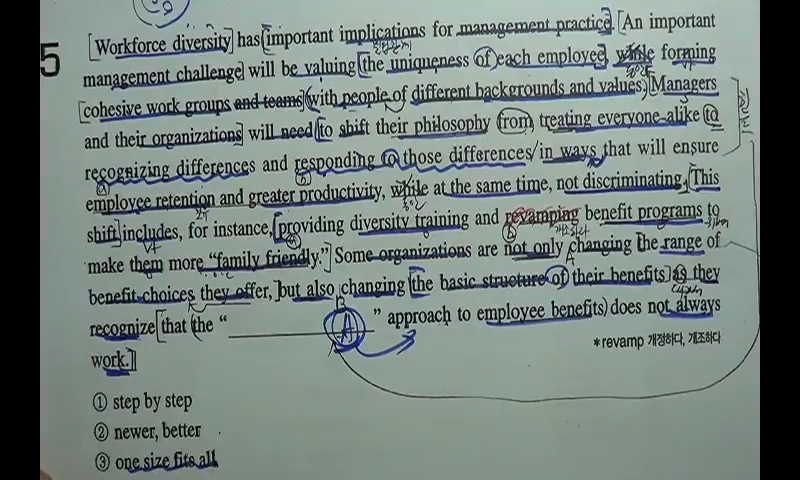 5
[Workforce diversity] has [important implications for management practice. [An important
management challenge] will be valuing [the uniqueness of each employee, while forming
cohesive work groups and teams (with people of different backgrounds and values.) [Managers
and their organizations] will need [to shift their philosophy from treating everyone alike to
recognizing differences and responding to those differences/in ways that will ensure
employee retention and greater productivity, while at the same time, not discriminating. [This
shift] includes, for instance, [providing diversity training and revamping benefit programs to
make them more “family friendly.”] Some organizations are not only changing [the range of
benefit choices they offer,] but also changing [the basic structure of their benefits] as they
recognize [that (the “ A ” approach to employee benefits) does not always
work.]
*revamp 개정하다, 개조하다
① step by step
② newer, better
③ one size fits all